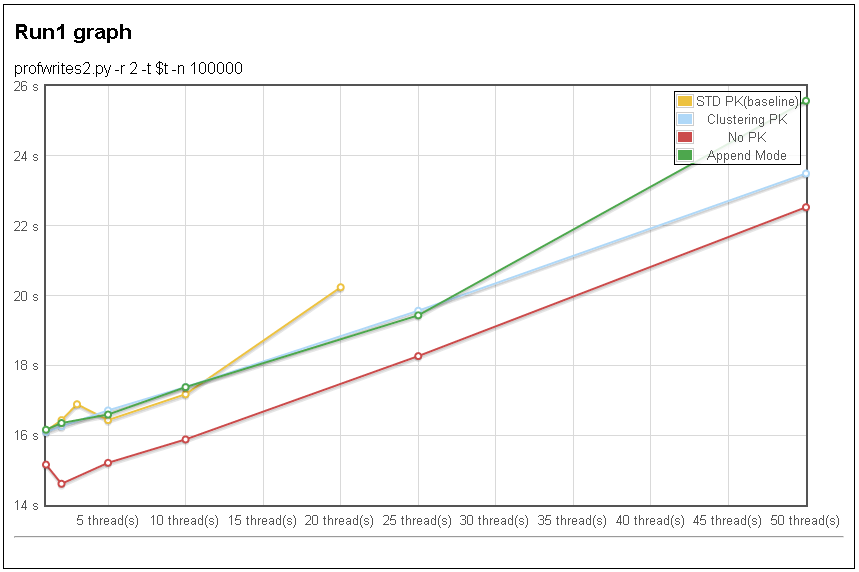 Run1 graph
profwrites2.py -r 2 -t $t -n 100000
26 s
24 s
22 s
20 s
18 s
16 s
14 s
STD PK(baseline)
Clustering PK
No PK
Append Mode
5 thread(s) 10 thread(s) 15 thread(s) 20 thread(s) 25 thread(s) 30 thread(s) 35 thread(s) 40 thread(s) 45 thread(s) 50 thread(s)